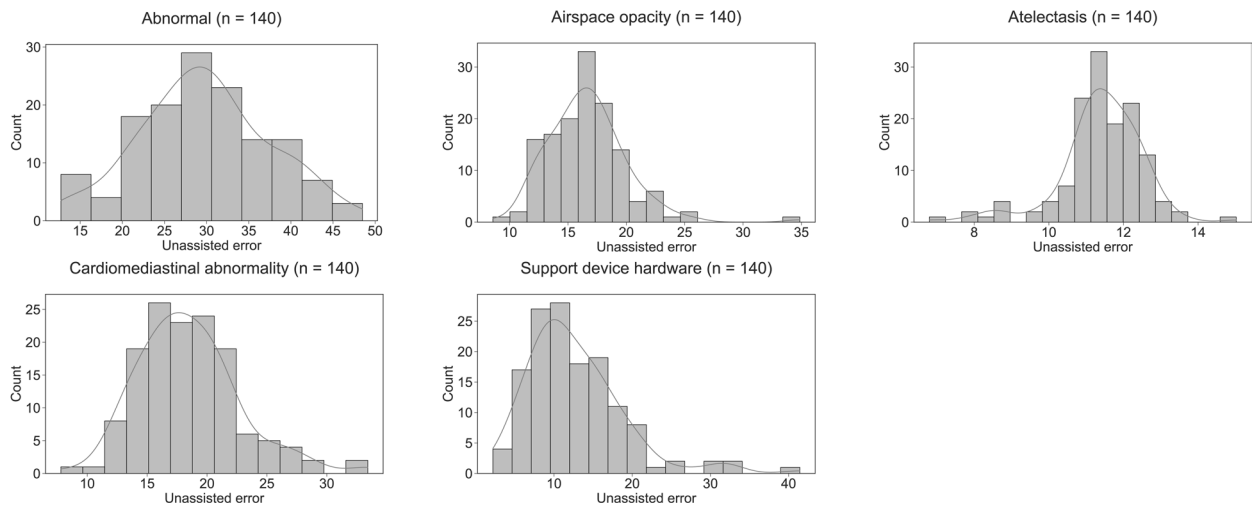 Abnormal (n = 140)
30
20
10
0
Count
15 20 25 30 35 40 45 50
Unassisted error
Airspace opacity (n = 140)
30
20
10
0
Count
10 15 20 25 30 35
Unassisted error
Atelectasis (n = 140)
30
20
10
0
Count
8 10 12 14
Unassisted error
Cardiomediastinal abnormality (n = 140)
25
20
15
10
5
0
Count
10 15 20 25 30
Unassisted error
Support device hardware (n = 140)
25
20
15
10
5
0
Count
10 20 30 40
Unassisted error